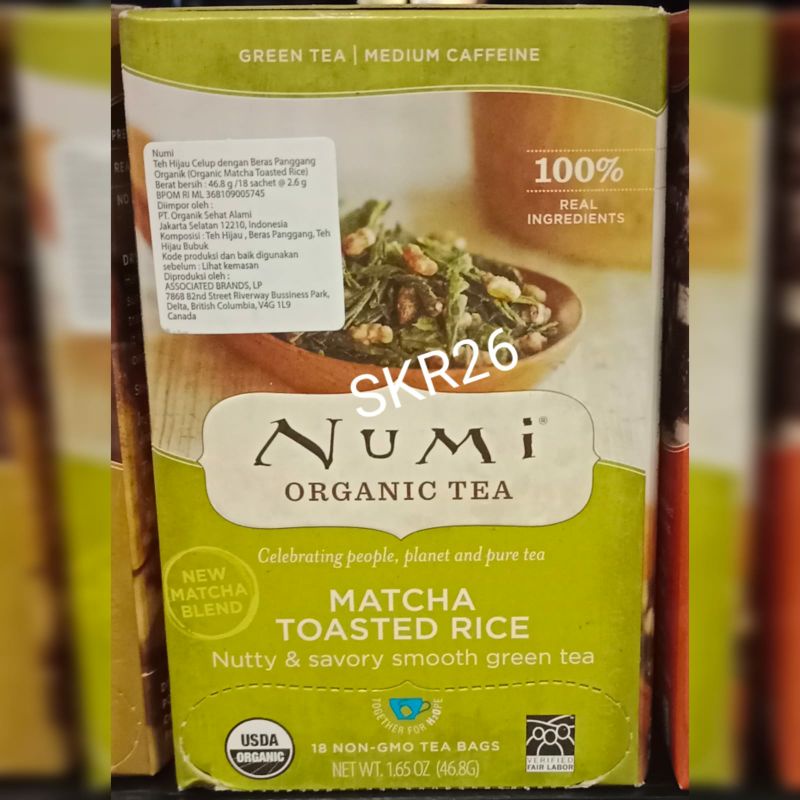 GREEN TEA | MEDIUM CAFFEINE
Numi
Teh Hijau Celup dengan Beras Panggang
Organik (Organic Matcha Toasted Rice)
Berat bersih : 46.8 g /18 sachet @ 2.6 g
BPOM RI ML 368109005745
Diimpor oleh :
PT. Organik Sehat Alami
Jakarta Selatan 12210, Indonesia
Komposisi : Teh Hijau , Beras Panggang, Teh
Hijau Bubuk
Kode produksi dan baik digunakan
sebelum : Lihat kemasan
Diproduksi oleh :
ASSOCIATED BRANDS, LP
7868 82nd Street Riverway Bussiness Park,
Delta, British Columbia, V4G 1L9
Canada
100%
REAL
INGREDIENTS
SKR26
NUMi®
ORGANIC TEA
Celebrating people, planet and pure tea
NEW
MATCHA
BLEND
MATCHA
TOASTED RICE
Nutty & savory smooth green tea
TOGETHER FOR H2OPE
USDA
ORGANIC
18 NON-GMO TEA BAGS
NET WT. 1.65 OZ (46.8G)
VERIFIED
FAIR LABOR